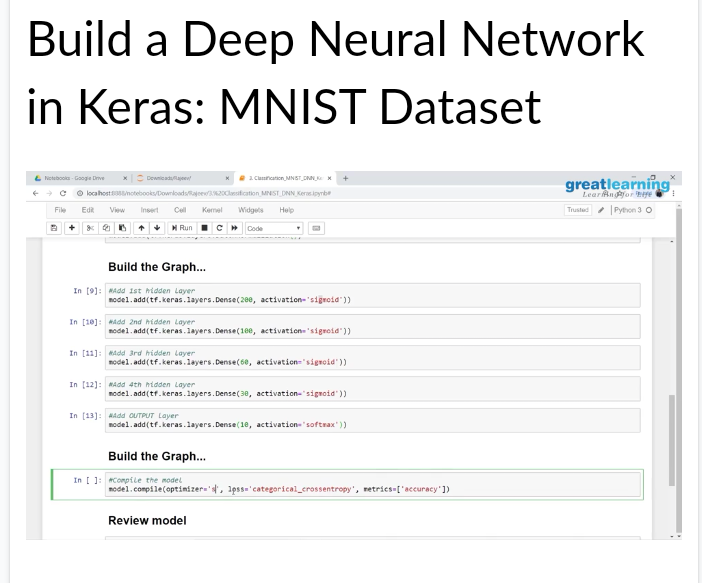 Build a Deep Neural Network
in Keras: MNIST Dataset
Notebooks - Google Drive
Downloads/Rajeev/
3. Classification_MNIST_DNN_Ke
greatlearning
Learning for Life
localhost:8888/notebooks/Downloads/Rajeev/3.%20Classification_MNIST_DNN_Keras.ipynb#
File Edit View Insert Cell Kernel Widgets Help
Trusted Python 3
Run Code
Build the Graph...
In [9]: #Add 1st hidden layer
model.add(tf.keras.layers.Dense(200, activation='sigmoid'))
In [10]: #Add 2nd hidden layer
model.add(tf.keras.layers.Dense(100, activation='sigmoid'))
In [11]: #Add 3rd hidden layer
model.add(tf.keras.layers.Dense(60, activation='sigmoid'))
In [12]: #Add 4th hidden layer
model.add(tf.keras.layers.Dense(30, activation='sigmoid'))
In [13]: #Add OUTPUT layer
model.add(tf.keras.layers.Dense(10, activation='softmax'))
Build the Graph...
In [ ]: #Compile the model
model.compile(optimizer='s', loss='categorical_crossentropy', metrics=['accuracy'])
Review model